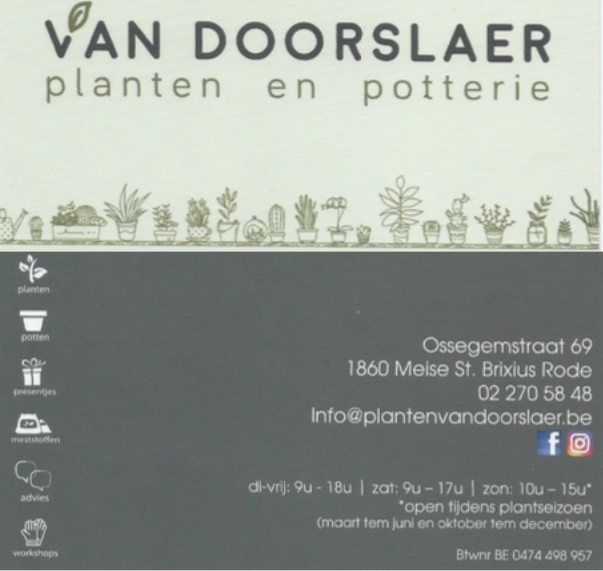 VAN DOORSLAER
planten en potterie
planten
potten
presentjes
meststoffen
advies
workshops
Ossegemstraat 69
1860 Meise St. Brixius Rode
02 270 58 48
Info@plantenvandoorslaer.be
di-vrij: 9u - 18u | zat: 9u – 17u | zon: 10u – 15u*
*open tijdens plantseizoen
(maart tem juni en oktober tem december)
Btwnr BE 0474 498 957